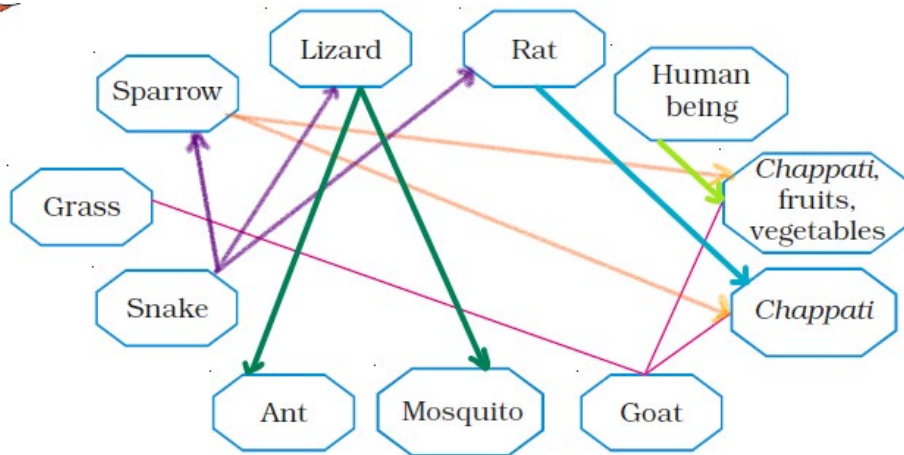 Lizard
Rat
Human
being
Sparrow
Chappati,
fruits,
vegetables
Grass
Snake
Chappati
Ant
Mosquito
Goat